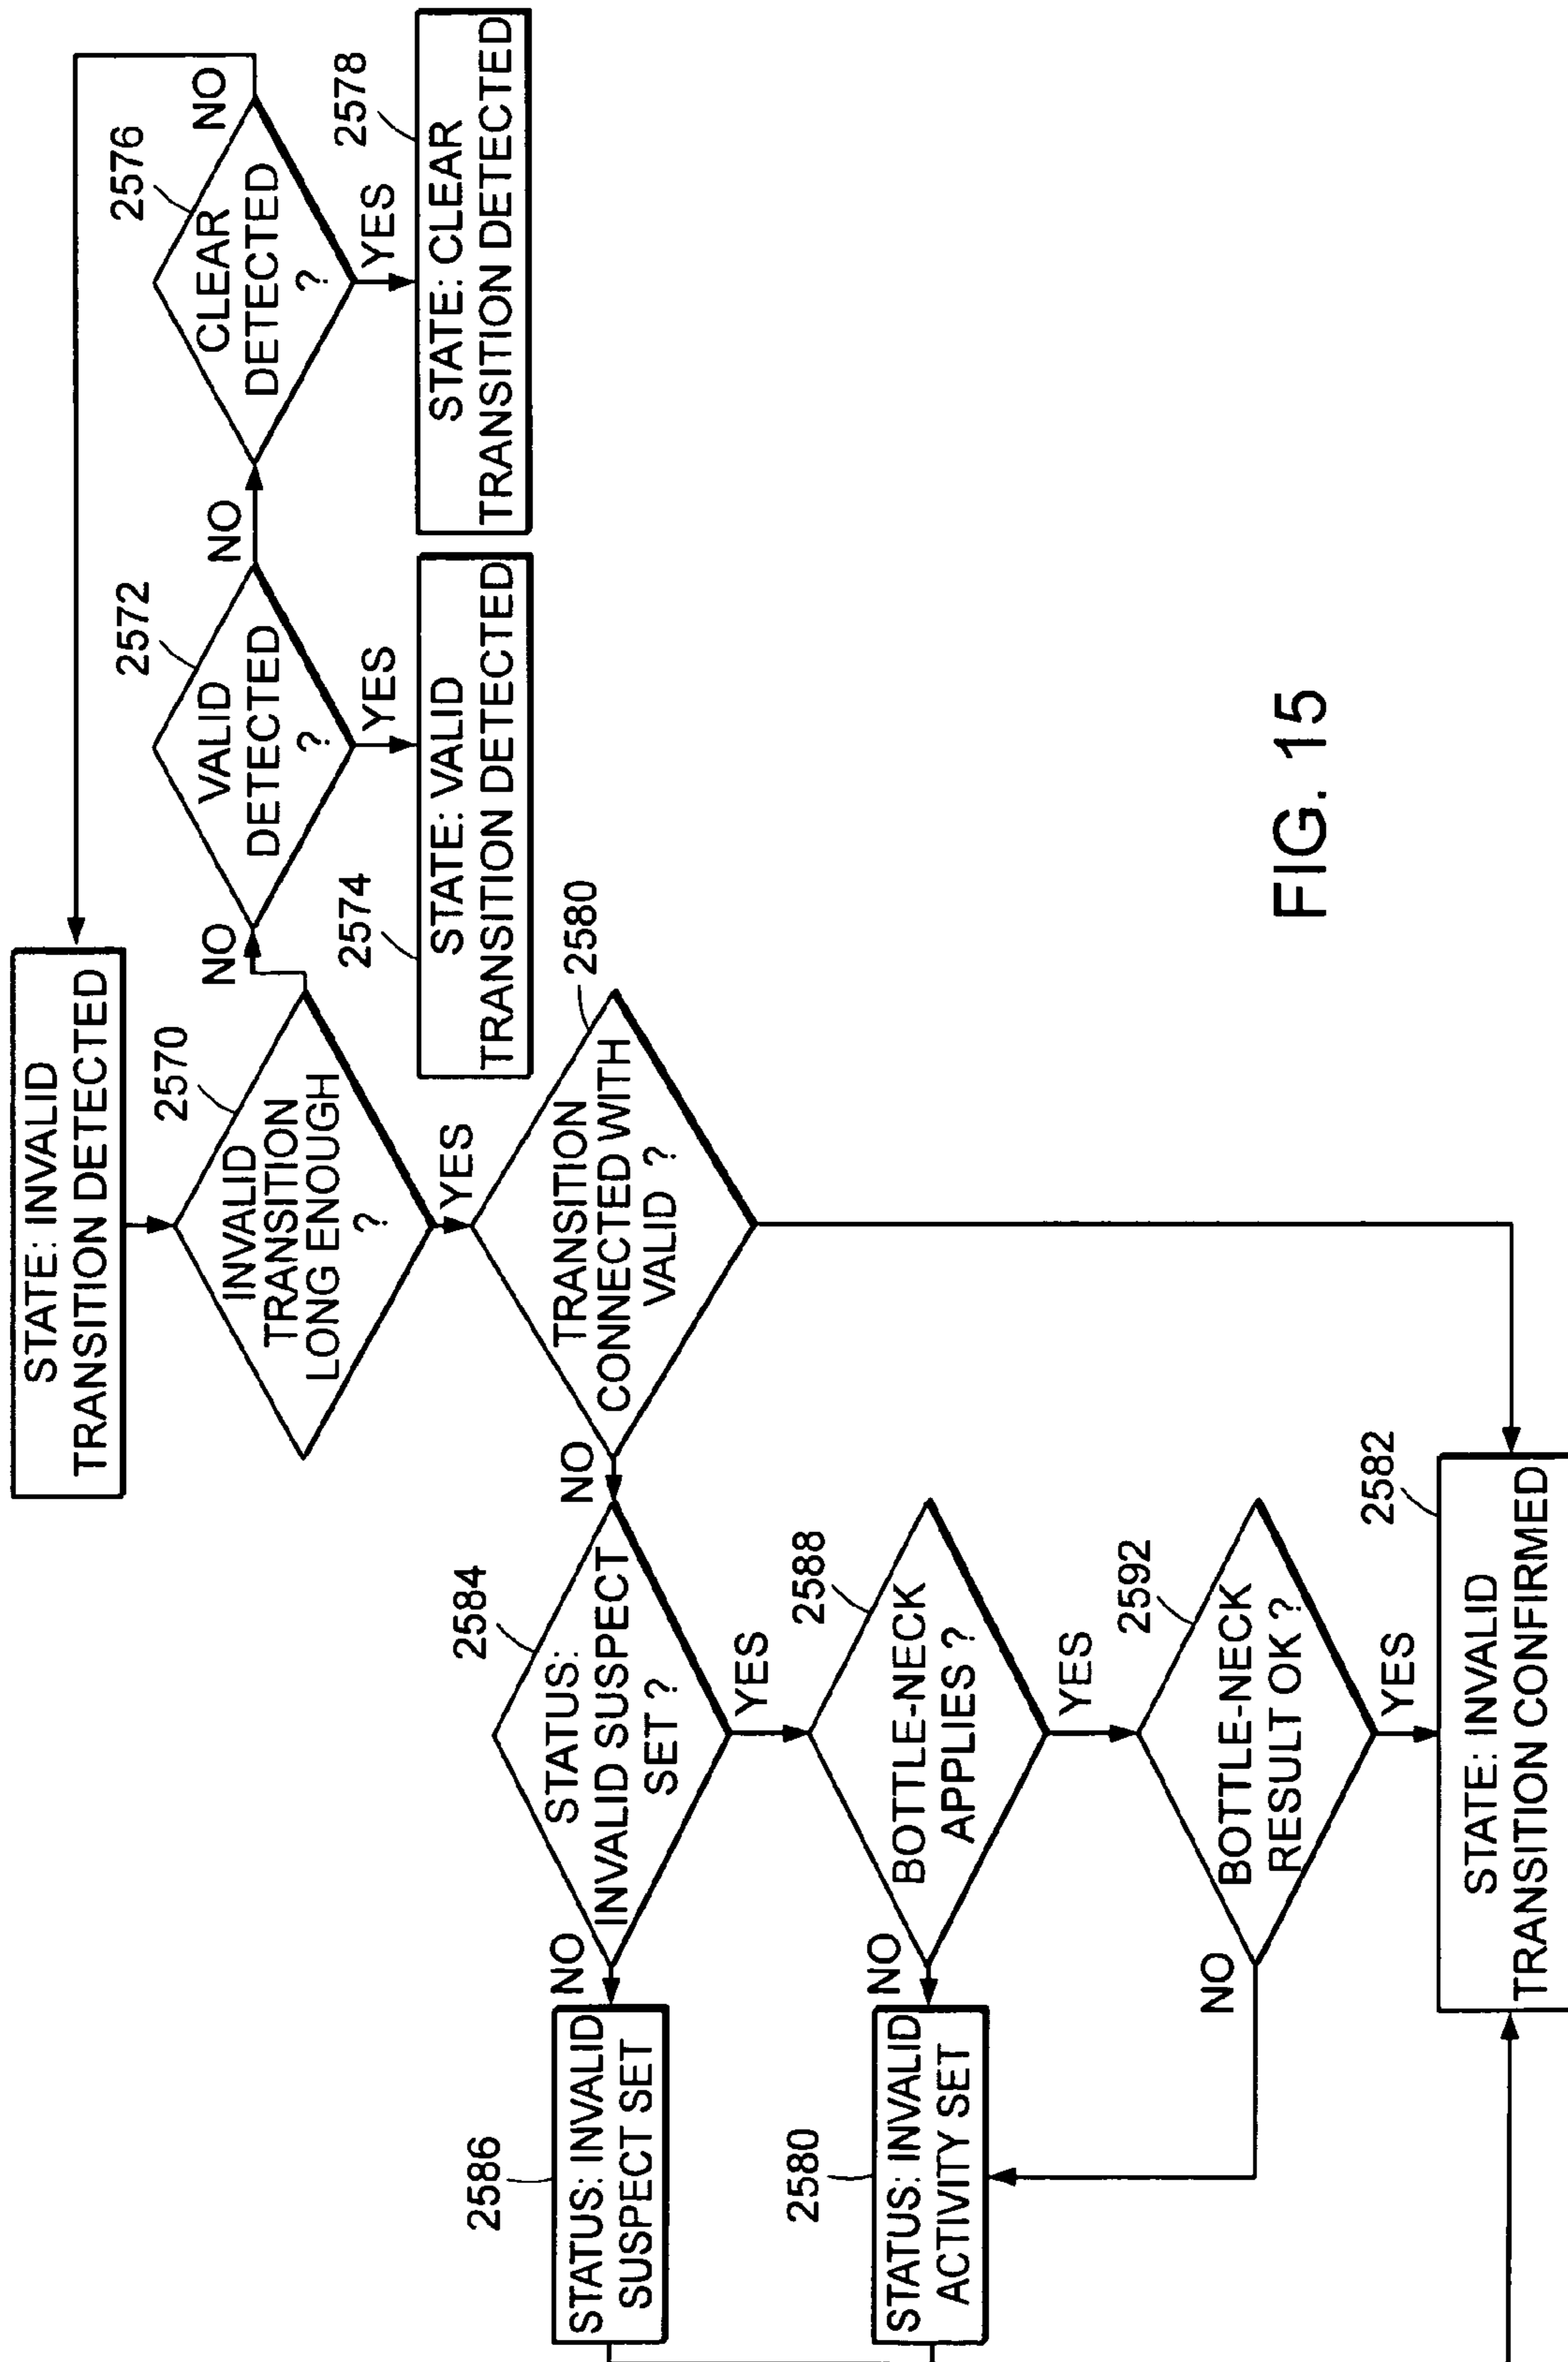 STATE: INVALID
TRANSITION DETECTED
2570
INVALID
TRANSITION
LONG ENOUGH
?
NO
YES
2572
VALID
DETECTED
?
NO
YES
2574
STATE: VALID
TRANSITION DETECTED
2576
CLEAR
DETECTED
?
NO
YES
2578
STATE: CLEAR
TRANSITION DETECTED
2580
TRANSITION
CONNECTED WITH
VALID ?
NO
2584
STATUS:
INVALID SUSPECT
SET ?
NO
YES
2586
STATUS: INVALID
SUSPECT SET
2588
BOTTLE-NECK
APPLIES ?
NO
YES
2580
STATUS: INVALID
ACTIVITY SET
2592
BOTTLE-NECK
RESULT OK ?
NO
YES
2582
STATE: INVALID
TRANSITION CONFIRMED
FIG. 15